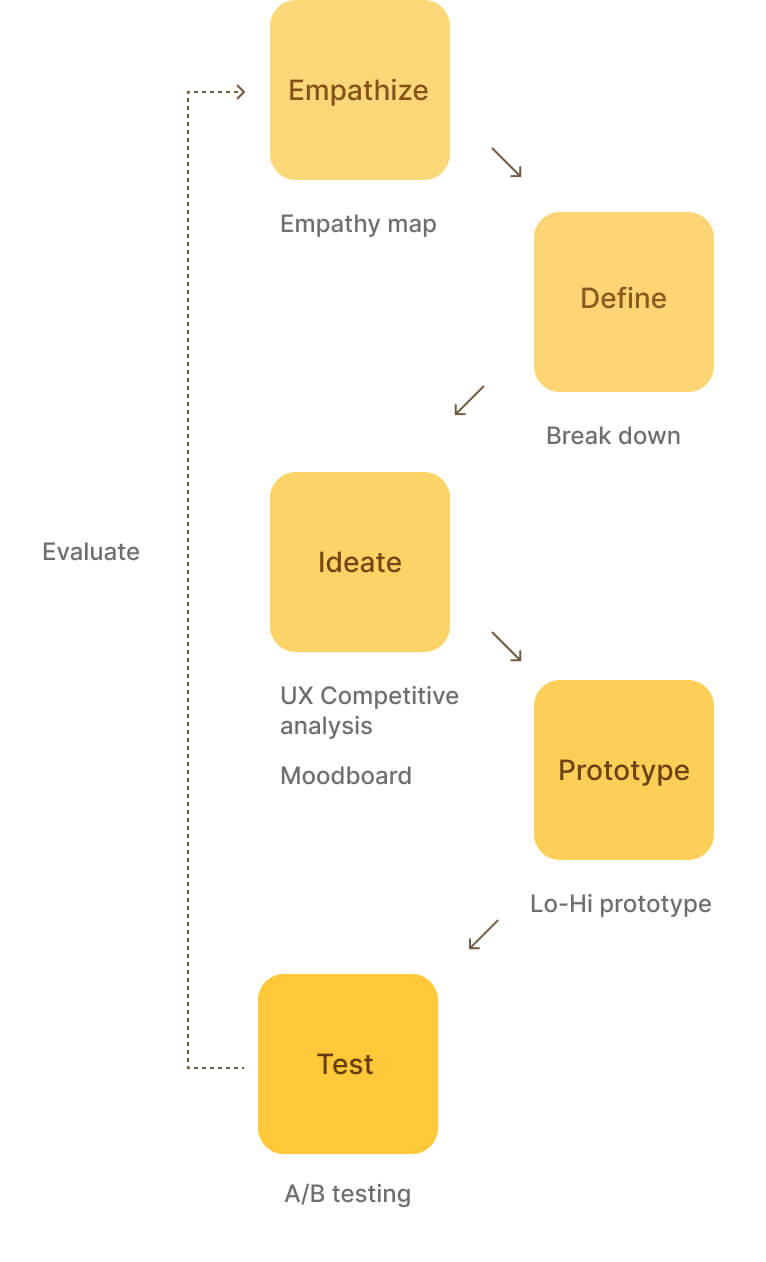 Empathize
Empathy map
Define
Break down
Evaluate
Ideate
UX Competitive
analysis
Moodboard
Prototype
Lo-Hi prototype
Test
A/B testing